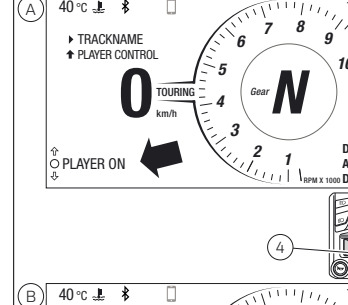 A
40 °C
TRACKNAME
PLAYER CONTROL
0
TOURING
km/h
PLAYER ON
Gear N
1 2 3 4 5 6 7 8 9 10
RPM X 1000
D
A
D
D
4
B
40 °C